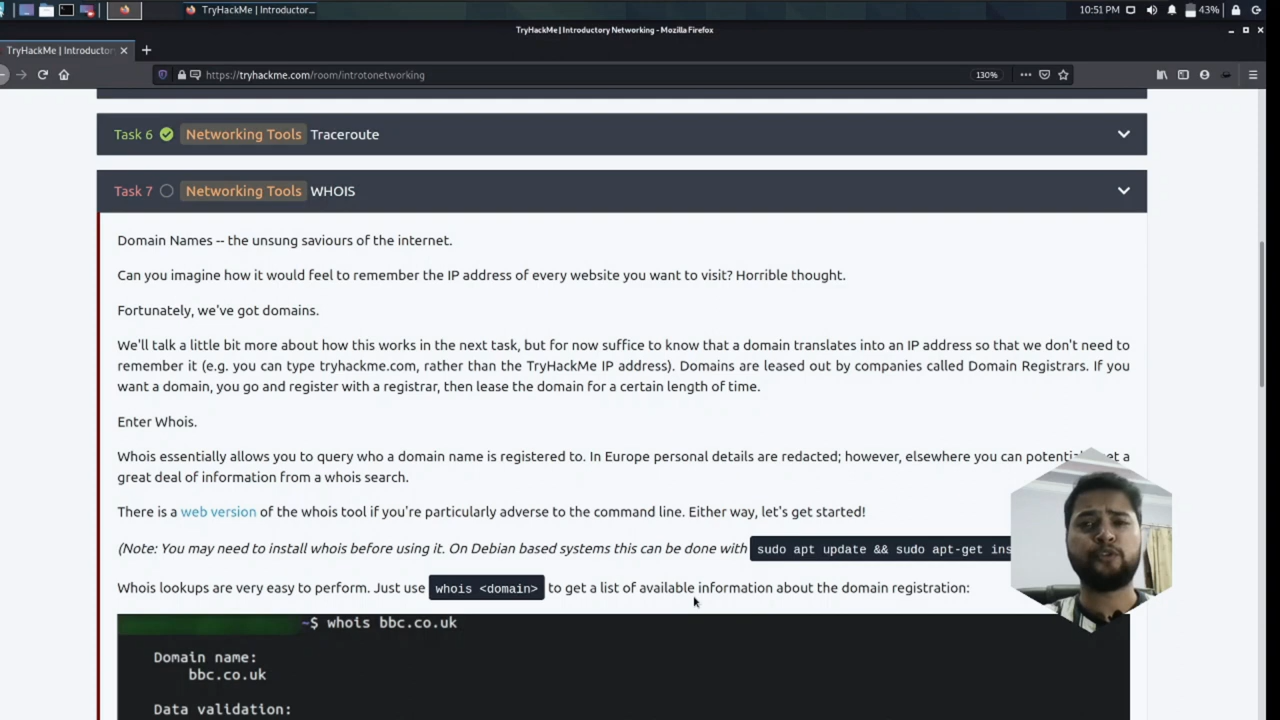 TryHackMe | Introductor...
10:51 PM
43%
TryHackMe | Introductory Networking - Mozilla Firefox
TryHackMe | Introductory
https://tryhackme.com/room/introtonetworking
130%
Task 6 Networking Tools Traceroute
Task 7 Networking Tools WHOIS
Domain Names -- the unsung saviours of the internet.
Can you imagine how it would feel to remember the IP address of every website you want to visit? Horrible thought.
Fortunately, we've got domains.
We'll talk a little bit more about how this works in the next task, but for now suffice to know that a domain translates into an IP address so that we don't need to
remember it (e.g. you can type tryhackme.com, rather than the TryHackMe IP address). Domains are leased out by companies called Domain Registrars. If you
want a domain, you go and register with a registrar, then lease the domain for a certain length of time.
Enter Whois.
Whois essentially allows you to query who a domain name is registered to. In Europe personal details are redacted; however, elsewhere you can a
great deal of information from a whois search.
There is a web version of the whois tool if you're particularly adverse to the command line. Either way, let's get started!
(Note: You may need to install whois before using it. On Debian based systems this can be done with sudo apt update && sudo apt-get
Whois lookups are very easy to perform. Just use whois <domain> to get a list of available information about the domain registration:
~$ whois bbc.co.uk
Domain name:
bbc.co.uk
Data validation: